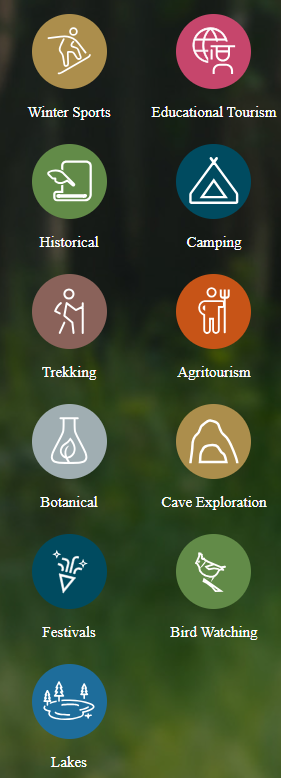 Winter Sports
Educational Tourism
Historical
Camping
Trekking
Agritourism
Botanical
Cave Exploration
Festivals
Bird Watching
Lakes